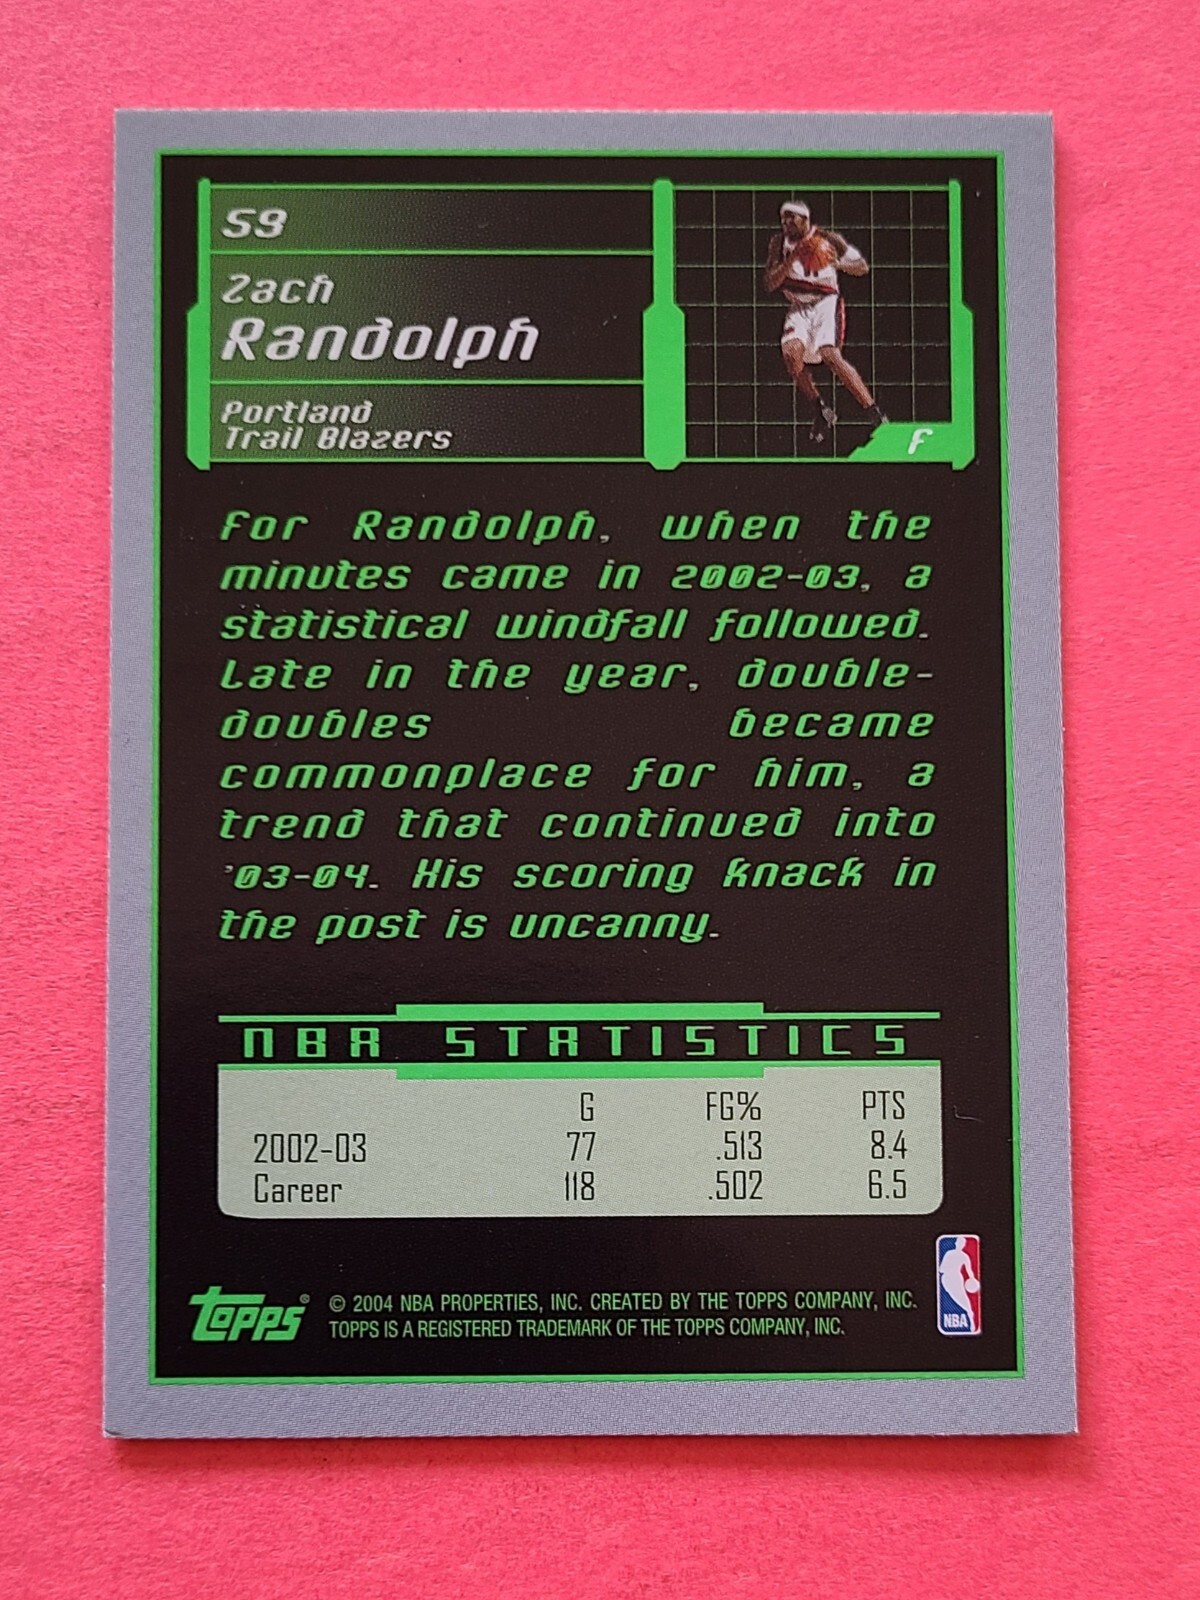 59
Zach
Randolph
Portland
Trail Blazers
F
For Randolph, when the
minutes came in 2002-03, a
statistical windfall followed.
Late in the year, double-
doubles became
commonplace for him, a
trend that continued into
'03-04. His scoring knack in
the post is uncanny.
NBA STATISTICS
G FG% PTS
2002-03 77 .513 8.4
Career 118 .502 6.5
topps® © 2004 NBA PROPERTIES, INC. CREATED BY THE TOPPS COMPANY, INC.
TOPPS IS A REGISTERED TRADEMARK OF THE TOPPS COMPANY, INC.
NBA